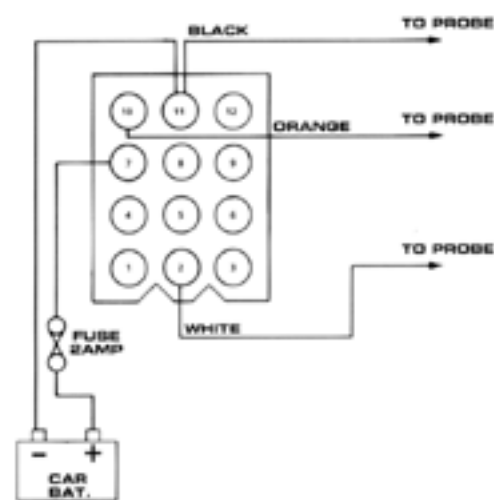 BLACK
TO PROBE
10 11 12
ORANGE
TO PROBE
7 8 9
4 5 6
TO PROBE
1 2 3
WHITE
FUSE
2AMP
- +
CAR
BAT.